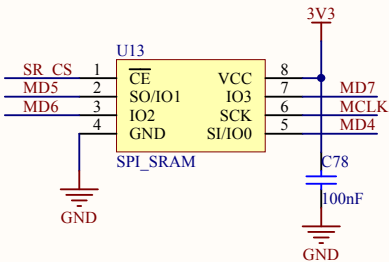 3V3
U13
SR_CS 1 CE VCC 8
MD5 2 SO/IO1 IO3 7 MD7
MD6 3 IO2 SCK 6 MCLK
4 GND SI/IO0 5 MD4
SPI_SRAM
C78
100nF
GND
GND